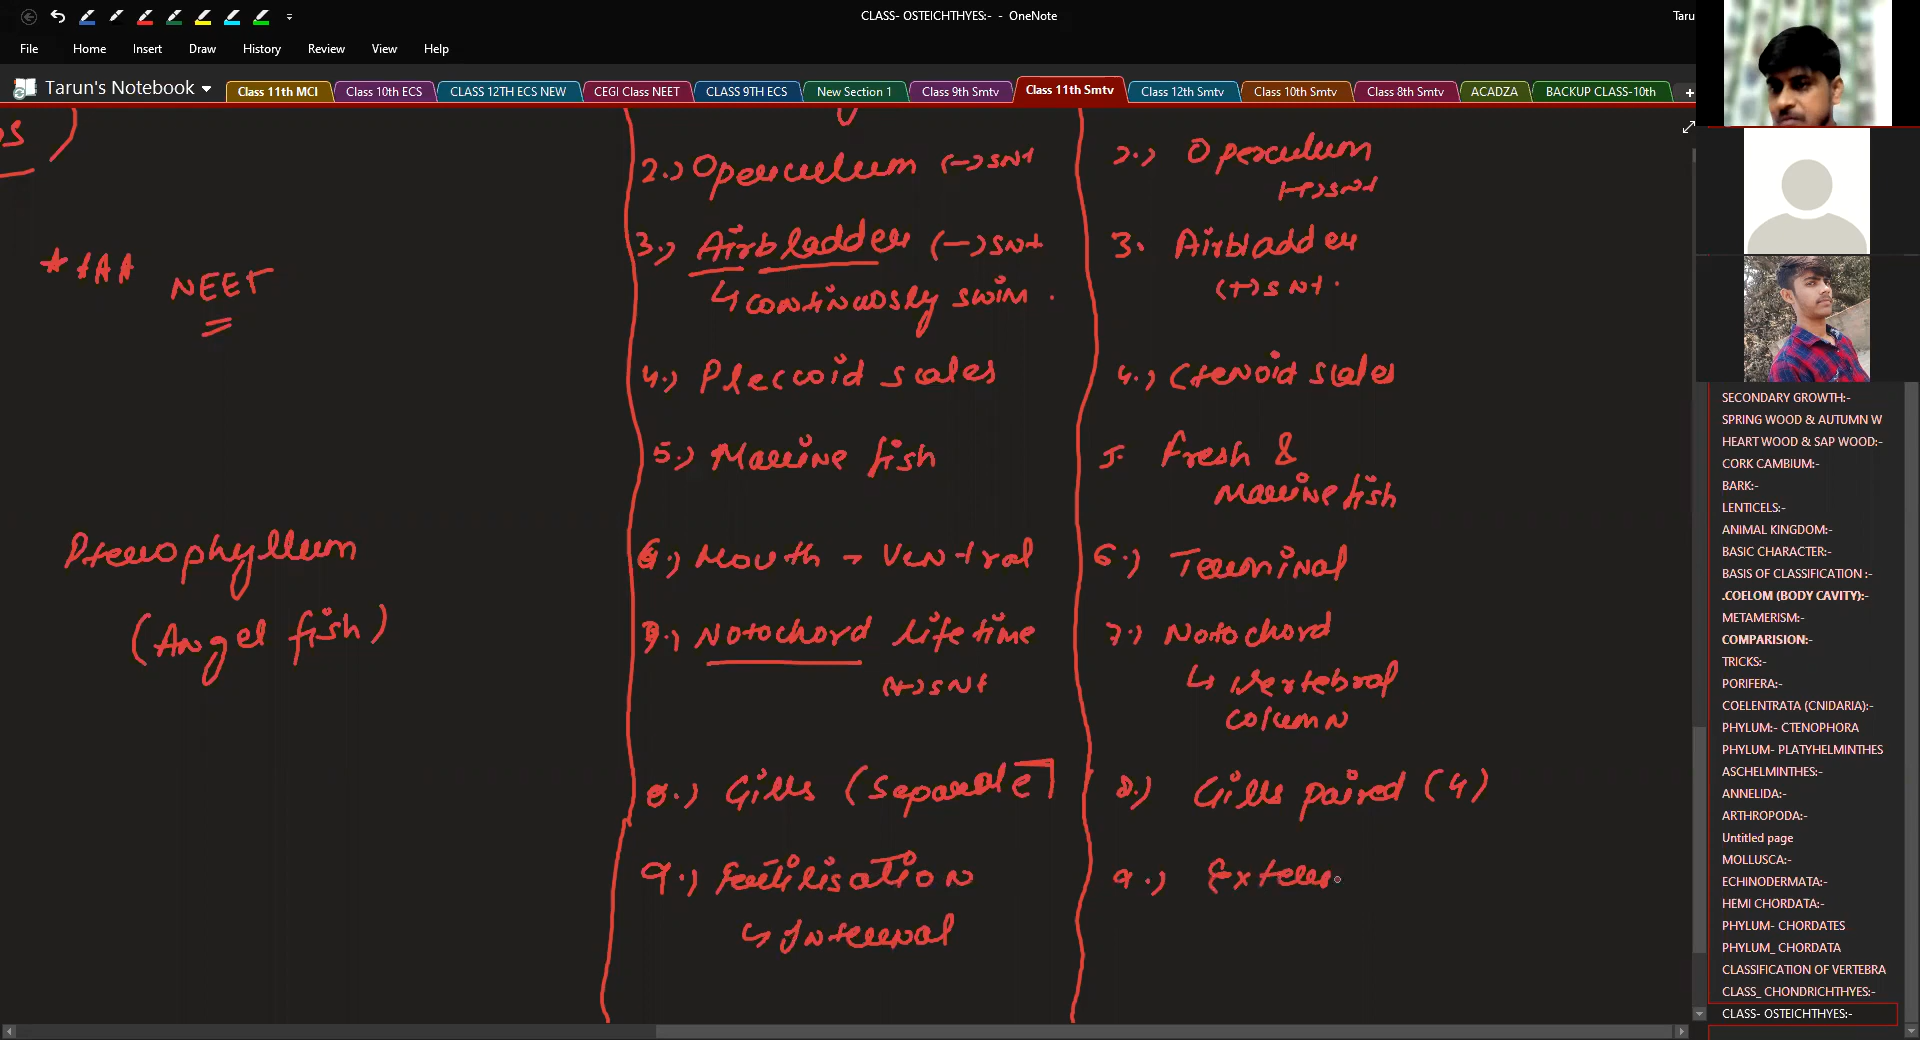 CLASS- OSTEICHTHYES:- - OneNote
Taru
File Home Insert Draw History Review View Help
Tarun's Notebook
Class 11th MCI
Class 10th ECS
CLASS 12TH ECS NEW
CEGI Class NEET
CLASS 9TH ECS
New Section 1
Class 9th Smtv
Class 11th Smtv
Class 12th Smtv
Class 10th Smtv
Class 8th Smtv
ACADZA
BACKUP CLASS-10th
NEET
Pterophyllum
(Angel fish)
2.) Operculum (-) sNt
3.) Airbladder (-) sNt
↳ continuosly swim .
4.) Placcoid scales
5.) Marine fish
6.) Mouth - Ventral
7.) Notochord lifetime
(+) sNt
8.) Gills (Separate]
9.) Fertilisation
↳ Internal
2.) Operculum
(+) sNt
3. Airbladder
(+) sNt .
4.) Ctenoid scales
5. Fresh &
Marine fish
6.) Terminal
7.) Notochord
↳ Vertebral
column
8.) Gills paired (4)
9.) Exter
SECONDARY GROWTH:-
SPRING WOOD & AUTUMN W
HEART WOOD & SAP WOOD:-
CORK CAMBIUM:-
BARK:-
LENTICELS:-
ANIMAL KINGDOM:-
BASIC CHARACTER:-
BASIS OF CLASSIFICATION :-
.COELOM (BODY CAVITY):-
METAMERISM:-
COMPARISION:-
TRICKS:-
PORIFERA:-
COELENTRATA (CNIDARIA):-
PHYLUM:- CTENOPHORA
PHYLUM- PLATYHELMINTHES
ASCHELMINTHES:-
ANNELIDA:-
ARTHROPODA:-
Untitled page
MOLLUSCA:-
ECHINODERMATA:-
HEMI CHORDATA:-
PHYLUM- CHORDATES
PHYLUM_ CHORDATA
CLASSIFICATION OF VERTEBRA
CLASS_ CHONDRICHTHYES:-
CLASS- OSTEICHTHYES:-